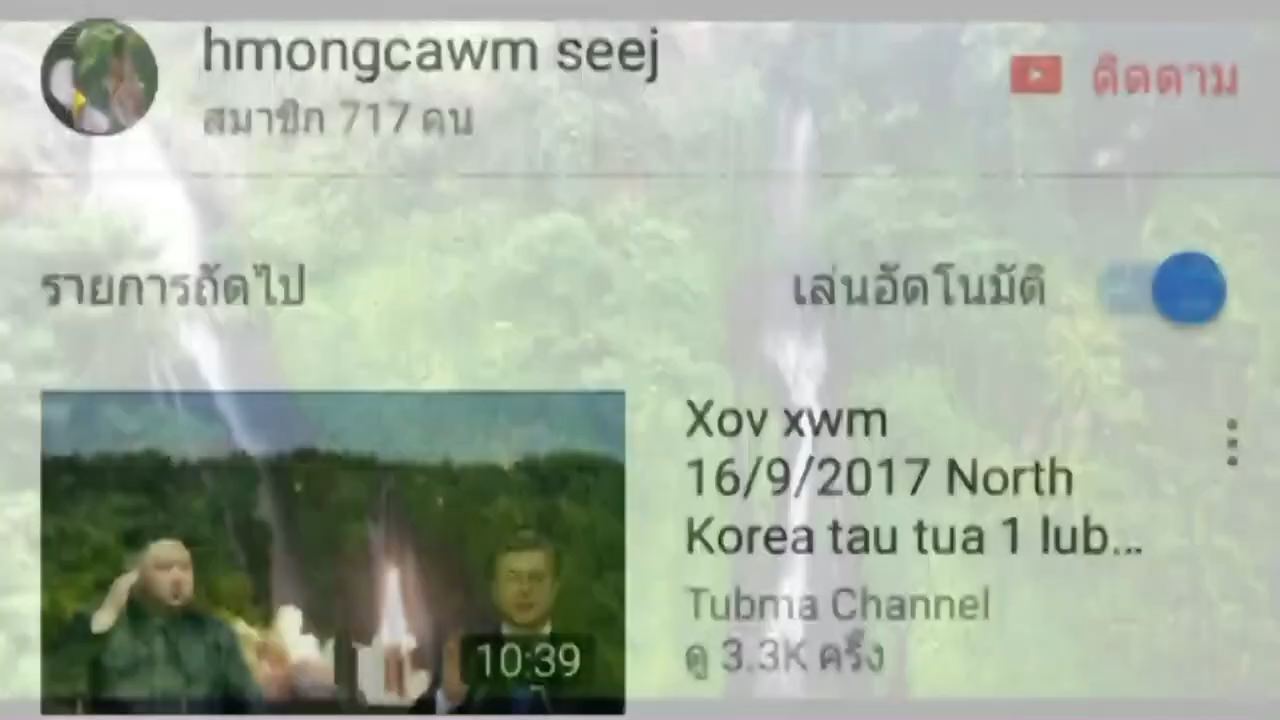 hmongcawm seej
สมาชิก 717 คน
ติดตาม
รายการถัดไป
เล่นอัตโนมัติ
Xov xwm
16/9/2017 North
Korea tau tua 1 lub...
Tubma Channel
ดู 3.3K ครั้ง
10:39